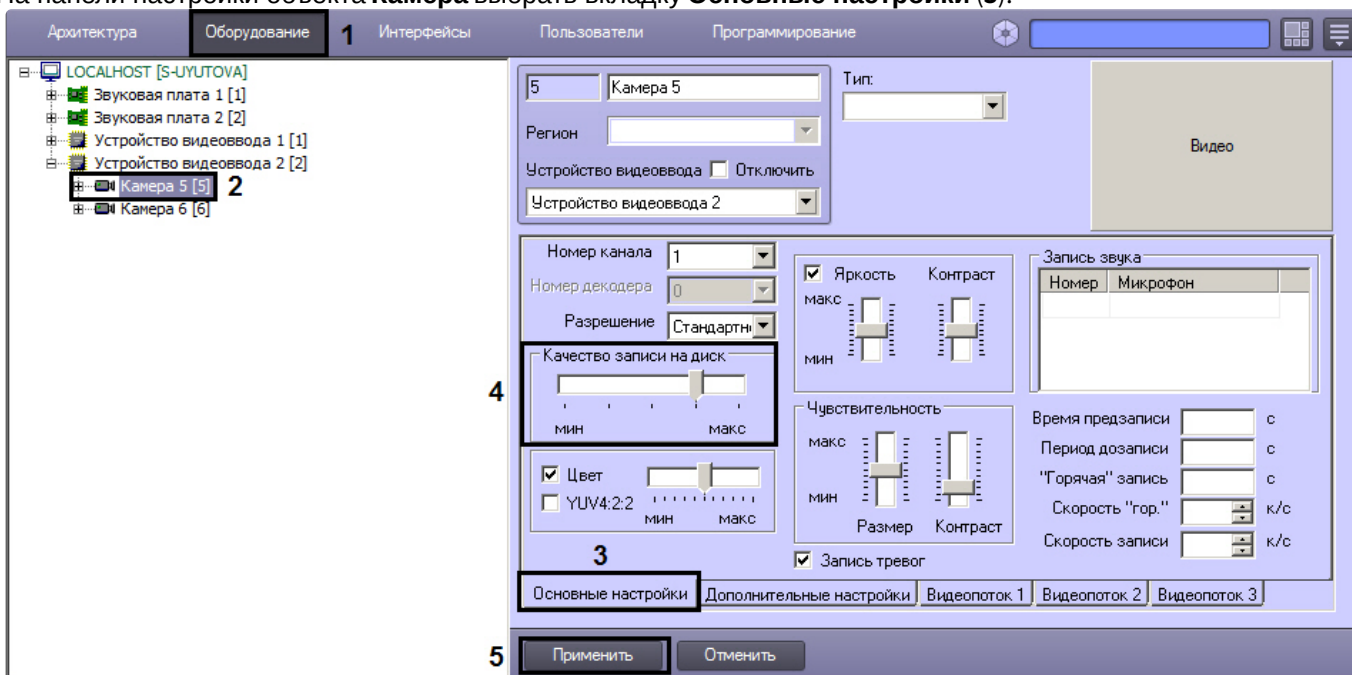 на панели настройки объекта Камера выбрать вкладку Основные настройки (3).
Архитектура Оборудование 1 Интерфейсы Пользователи Программирование
LOCALHOST [S-UYUTOVA]
Звуковая плата 1 [1]
Звуковая плата 2 [2]
Устройство видеоввода 1 [1]
Устройство видеоввода 2 [2]
Камера 5 [5] 2
Камера 6 [6]
5 Камера 5
Регион
Устройство видеоввода Отключить
Устройство видеоввода 2
Тип:
Видео
Номер канала 1
Номер декодера 0
Разрешение Стандартн
4
Качество записи на диск
мин макс
Цвет
YUV4:2:2
мин макс
3
Яркость Контраст
макс
мин
Чувствительность
макс
мин
Размер Контраст
Запись тревог
Запись звука
Номер Микрофон
Время предзаписи с
Период дозаписи с
"Горячая" запись с
Скорость "гор." к/с
Скорость записи к/с
Основные настройки Дополнительные настройки Видеопоток 1 Видеопоток 2 Видеопоток 3
5 Применить Отменить